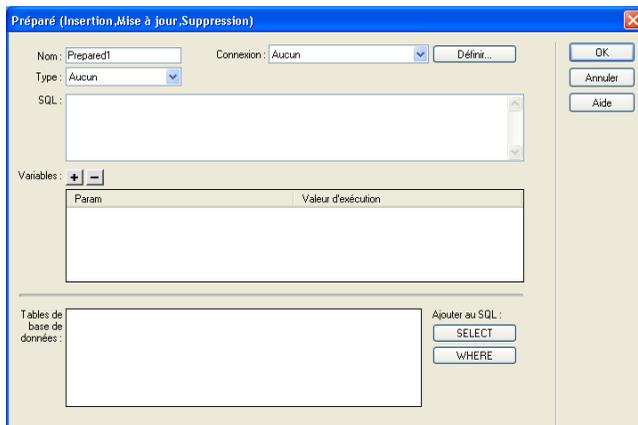 Préparé (Insertion,Mise à jour,Suppression)
Nom : Prepared1 Connexion : Aucun Définir... OK
Type : Aucun Annuler
SQL : Aide
Variables : + −
Param Valeur d'exécution
Tables de base de données : Ajouter au SQL :
SELECT
WHERE